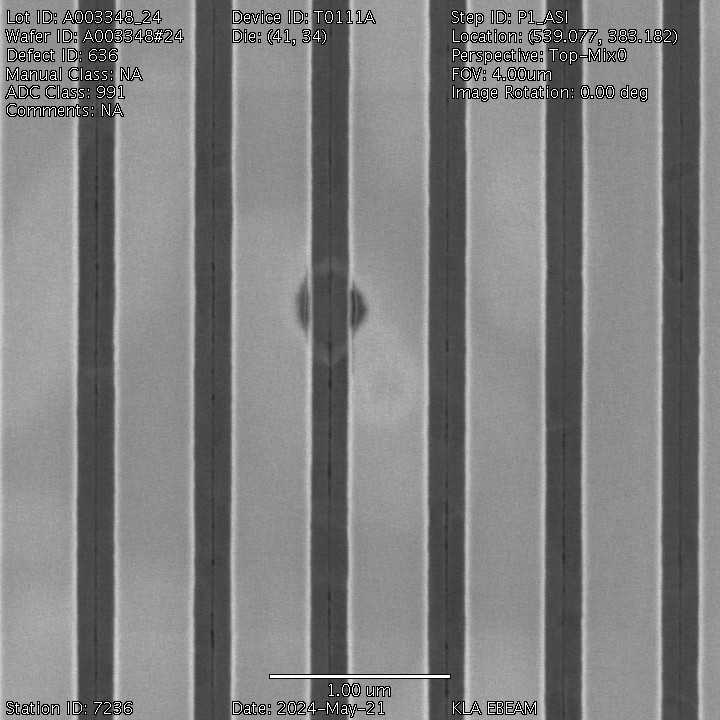 Lot ID: A003348_24
Wafer ID: A003348#24
Defect ID: 636
Manual Class: NA
ADC Class: 991
Comments: NA
Device ID: T0111A
Die: (41, 34)
Step ID: P1_ASI
Location: (539.077, 383.182)
Perspective: Top-Mix0
FOV: 4.00um
Image Rotation: 0.00 deg
1.00 um
Station ID: 7236
Date: 2024-May-21
KLA EBEAM